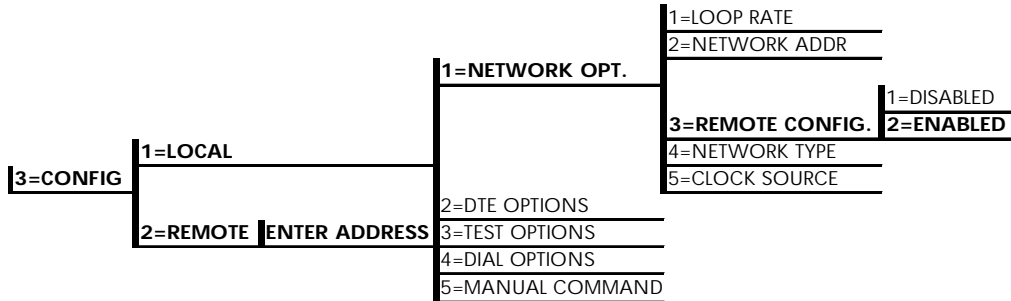 1=LOOP RATE
2=NETWORK ADDR
1=NETWORK OPT.
1=DISABLED
3=REMOTE CONFIG. 2=ENABLED
1=LOCAL
4=NETWORK TYPE
3=CONFIG
5=CLOCK SOURCE
2=DTE OPTIONS
2=REMOTE ENTER ADDRESS 3=TEST OPTIONS
4=DIAL OPTIONS
5=MANUAL COMMAND